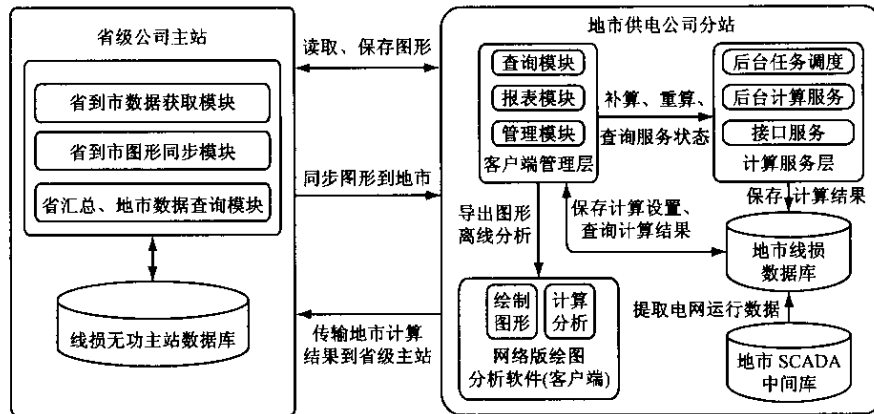 省级公司主站
省到市数据获取模块
省到市图形同步模块
省汇总、地市数据查询模块
线损无功主站数据库
读取、保存图形
同步图形到地市
传输地市计算
结果到省级主站
地市供电公司分站
查询模块
报表模块
管理模块
客户端管理层
补算、重算、
查询服务状态
后台任务调度
后台计算服务
接口服务
计算服务层
导出图形
离线分析
保存计算设置、
查询计算结果
保存 计算结果
地市线损
数据库
提取电网运行数据
地市 SCADA
中间库
绘制
图形
计算
分析
网络版绘图
分析软件(客户端)